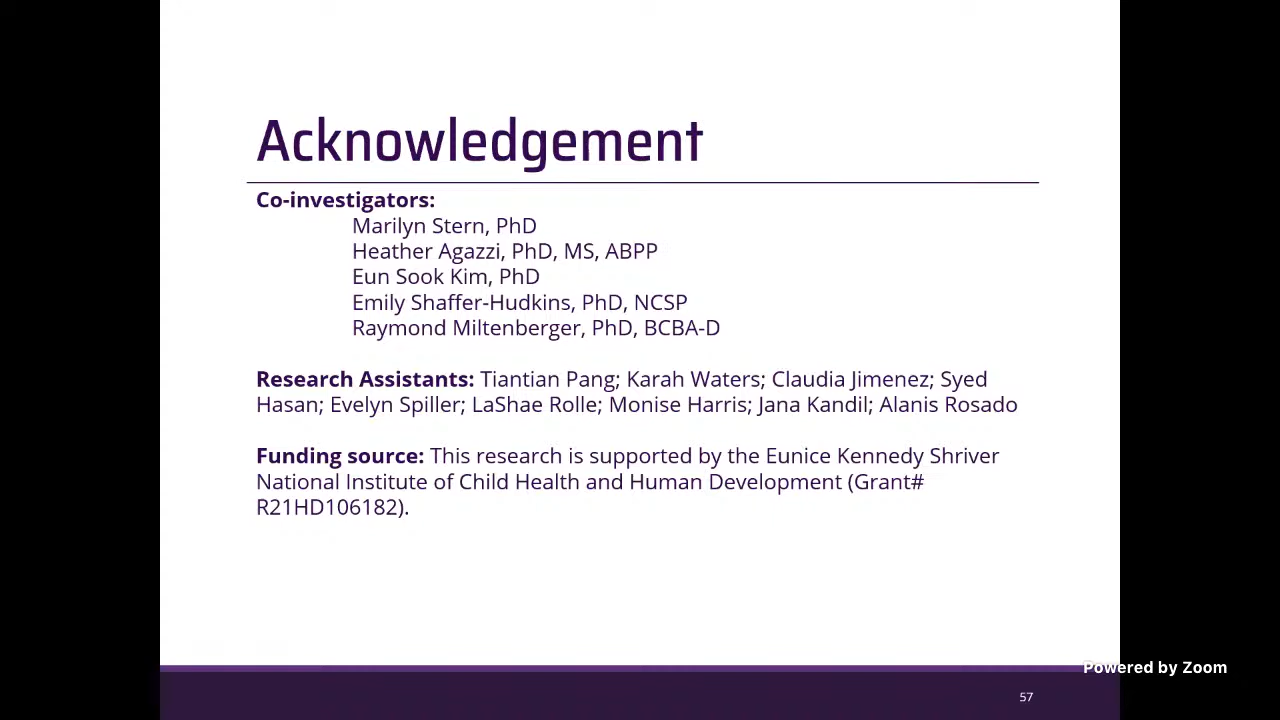 Acknowledgement
Co-investigators:
Marilyn Stern, PhD
Heather Agazzi, PhD, MS, ABPP
Eun Sook Kim, PhD
Emily Shaffer-Hudkins, PhD, NCSP
Raymond Miltenberger, PhD, BCBA-D
Research Assistants: Tiantian Pang; Karah Waters; Claudia Jimenez; Syed
Hasan; Evelyn Spiller; LaShae Rolle; Monise Harris; Jana Kandil; Alanis Rosado
Funding source: This research is supported by the Eunice Kennedy Shriver
National Institute of Child Health and Human Development (Grant#
R21HD106182).
Powered by Zoom
57